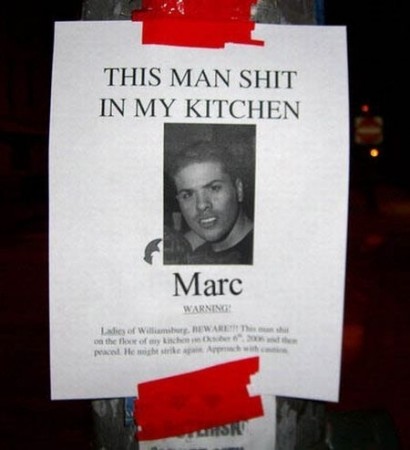 THIS MAN SHIT
IN MY KITCHEN
Marc
WARNING!
Ladies of Williamsburg, BEWARE!!! This man shit
on the floor of my kitchen on October 6th, 2006 and then
peaced. He might strike again. Approach with caution.